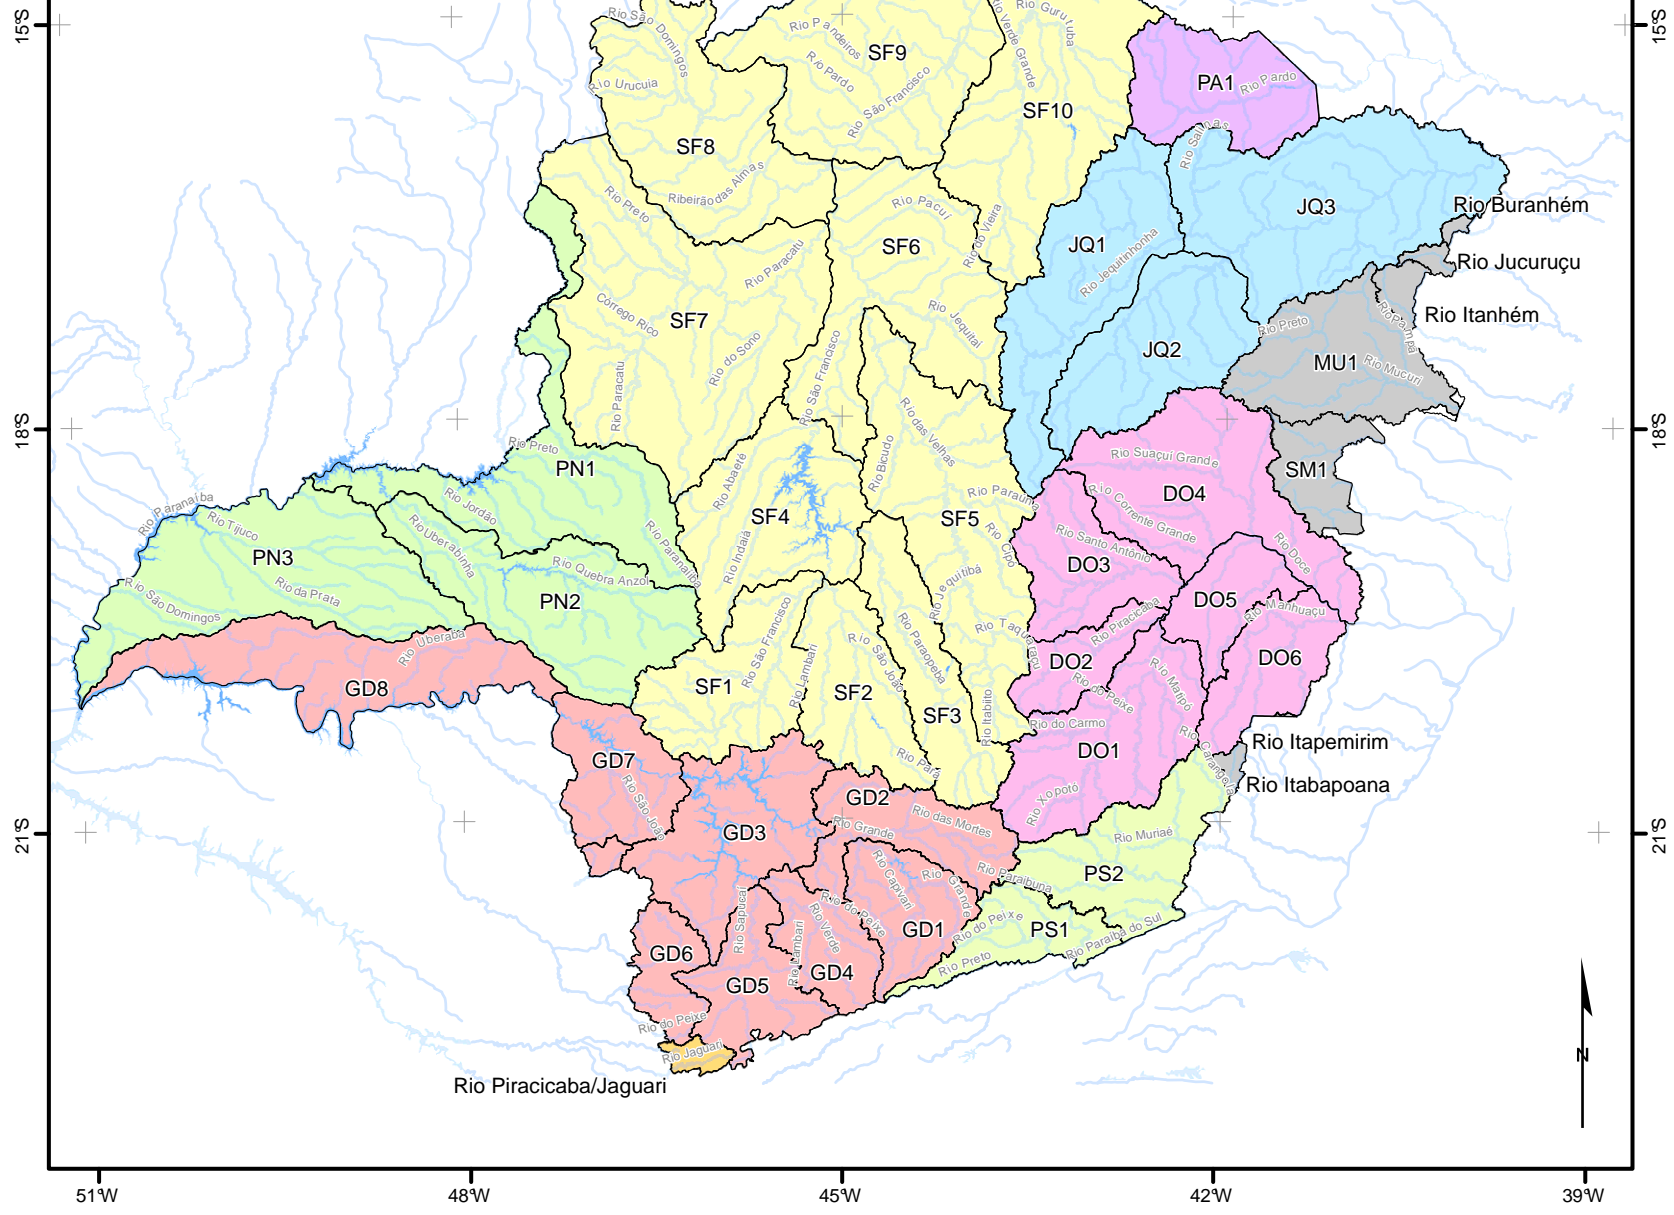 15°S
15°S
Rio São Domingos
Rio Pandeiros
SF9
Rio Verde Grande
Rio Gurutuba
Rio Urucuia
Rio Pardo
Rio São Francisco
SF10
PA1
Rio Pardo
SF8
Rio Salinas
Ribeirão das Almas
Rio Preto
Rio Pacuí
JQ3
Rio Buranhém
Rio do Vieira
JQ1
SF6
Rio Paracatu
Rio Jequitinhonha
Rio Jucuruçu
Córrego Rico
SF7
Rio Jequitaí
Rio Preto
Rio Pampã
Rio Itanhém
Rio do Sono
Rio São Francisco
JQ2
MU1
Rio Mucuri
Rio Paracatu
18°S
18°S
Rio das Velhas
Rio Preto
PN1
Rio Bicudo
Rio Suaçuí Grande
SM1
Rio Abaeté
Rio Paraúna
Rio Corrente Grande
DO4
Rio Paranaíba
Rio Jordão
Rio Tijuco
SF4
SF5
Rio Uberabinha
Rio Cipó
Rio Santo Antônio
Rio Doce
PN3
Rio Indaiá
Rio Paranaíba
Rio Quebra Anzol
DO3
Rio Jequitibá
Rio São Domingos
Rio da Prata
PN2
DO5
Rio Manhuaçu
Rio São Francisco
Rio São João
Rio Paraopeba
Rio Taquaraçu
Rio Piracicaba
Rio Uberaba
DO2
DO6
GD8
SF1
Rio Lambari
SF2
Rio do Peixe
Rio Matipó
SF3
Rio Itabirito
Rio do Carmo
GD7
Rio Pará
DO1
Rio Carangola
Rio Itapemirim
Rio Itabapoana
Rio São João
GD2
Rio Xopotó
21°S
21°S
GD3
Rio Grande
Rio das Mortes
Rio Muriaé
Rio Capivari
Rio Grande
Rio Paraibuna
PS2
Rio Sapucaí
Rio do Peixe
Rio Verde
Rio do Peixe
GD1
PS1
Rio Paraíba do Sul
GD6
Rio Lambari
GD4
Rio Preto
GD5
Rio do Peixe
Rio Jaguari
N
Rio Piracicaba/Jaguari
51°W
48°W
45°W
42°W
39°W